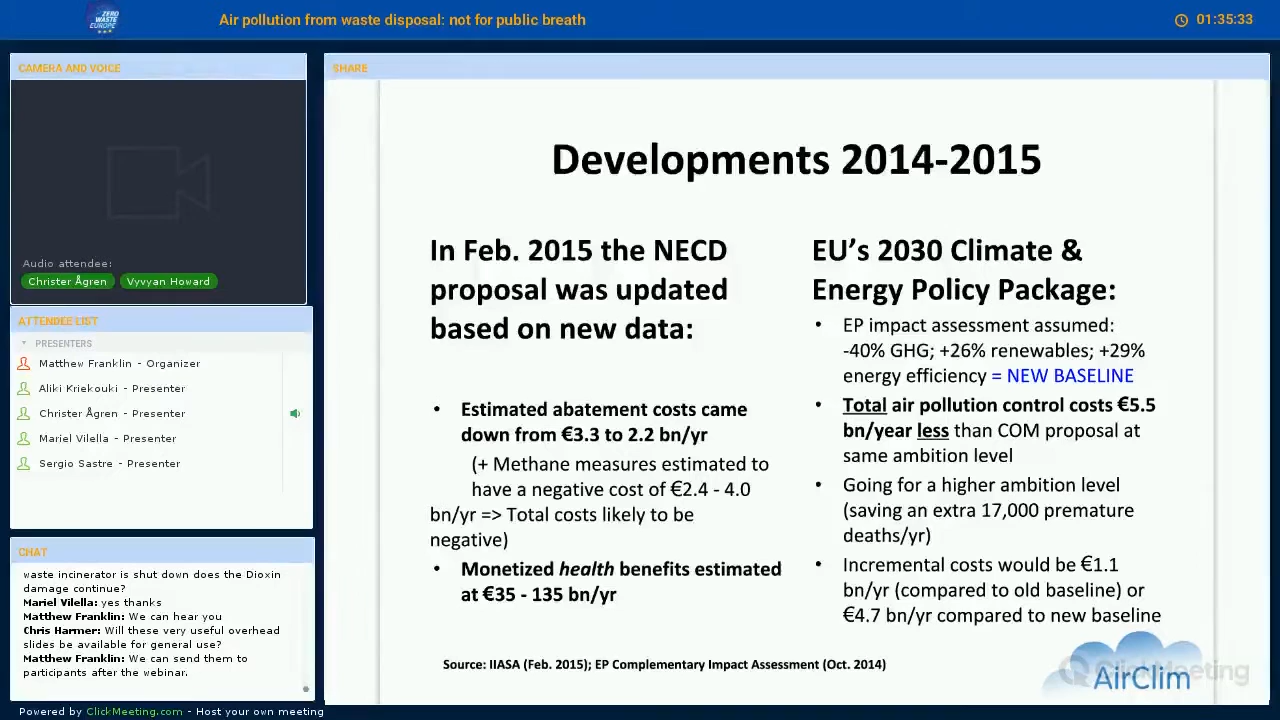 ZERO WASTE EUROPE
Air pollution from waste disposal: not for public breath
01:35:33
CAMERA AND VOICE
Audio attendee:
Christer Ågren
Vyvyan Howard
ATTENDEE LIST
PRESENTERS
Matthew Franklin - Organizer
Aliki Kriekouki - Presenter
Christer Ågren - Presenter
Mariel Vilella - Presenter
Sergio Sastre - Presenter
CHAT
waste incinerator is shut down does the Dioxin
damage continue?
Mariel Vilella: yes thanks
Matthew Franklin: We can hear you
Chris Harmer: Will these very useful overhead
slides be available for general use?
Matthew Franklin: We can send them to
participants after the webinar.
SHARE
Developments 2014-2015
In Feb. 2015 the NECD
proposal was updated
based on new data:
• Estimated abatement costs came
down from €3.3 to 2.2 bn/yr
(+ Methane measures estimated to
have a negative cost of €2.4 - 4.0
bn/yr => Total costs likely to be
negative)
• Monetized health benefits estimated
at €35 - 135 bn/yr
EU’s 2030 Climate &
Energy Policy Package:
• EP impact assessment assumed:
-40% GHG; +26% renewables; +29%
energy efficiency = NEW BASELINE
• Total air pollution control costs €5.5
bn/year less than COM proposal at
same ambition level
• Going for a higher ambition level
(saving an extra 17,000 premature
deaths/yr)
• Incremental costs would be €1.1
bn/yr (compared to old baseline) or
€4.7 bn/yr compared to new baseline
Source: IIASA (Feb. 2015); EP Complementary Impact Assessment (Oct. 2014)
ClickMeeting
AirClim
Powered by ClickMeeting.com - Host your own meeting